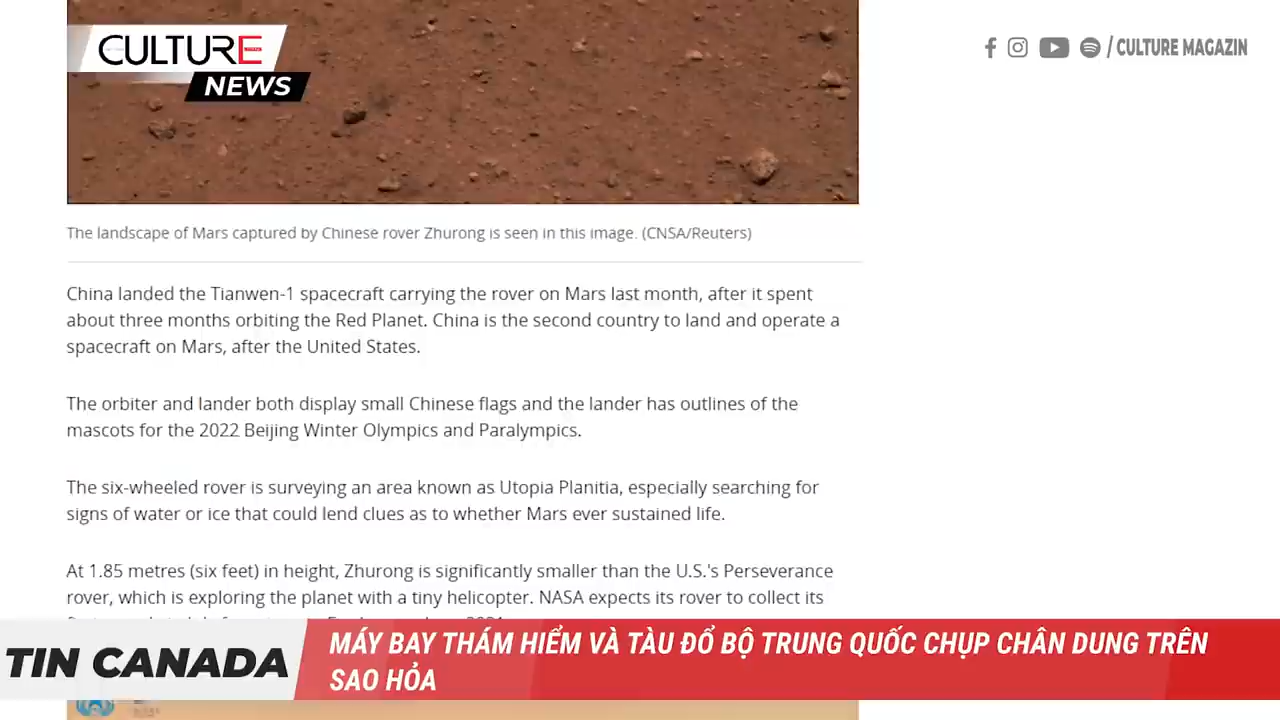 CULTURE
NEWS
/ CULTURE MAGAZIN
The landscape of Mars captured by Chinese rover Zhurong is seen in this image. (CNSA/Reuters)
China landed the Tianwen-1 spacecraft carrying the rover on Mars last month, after it spent
about three months orbiting the Red Planet. China is the second country to land and operate a
spacecraft on Mars, after the United States.
The orbiter and lander both display small Chinese flags and the lander has outlines of the
mascots for the 2022 Beijing Winter Olympics and Paralympics.
The six-wheeled rover is surveying an area known as Utopia Planitia, especially searching for
signs of water or ice that could lend clues as to whether Mars ever sustained life.
At 1.85 metres (six feet) in height, Zhurong is significantly smaller than the U.S.'s Perseverance
rover, which is exploring the planet with a tiny helicopter. NASA expects its rover to collect its
TIN CANADA
MÁY BAY THÁM HIỂM VÀ TÀU ĐỔ BỘ TRUNG QUỐC CHỤP CHÂN DUNG TRÊN
SAO HỎA